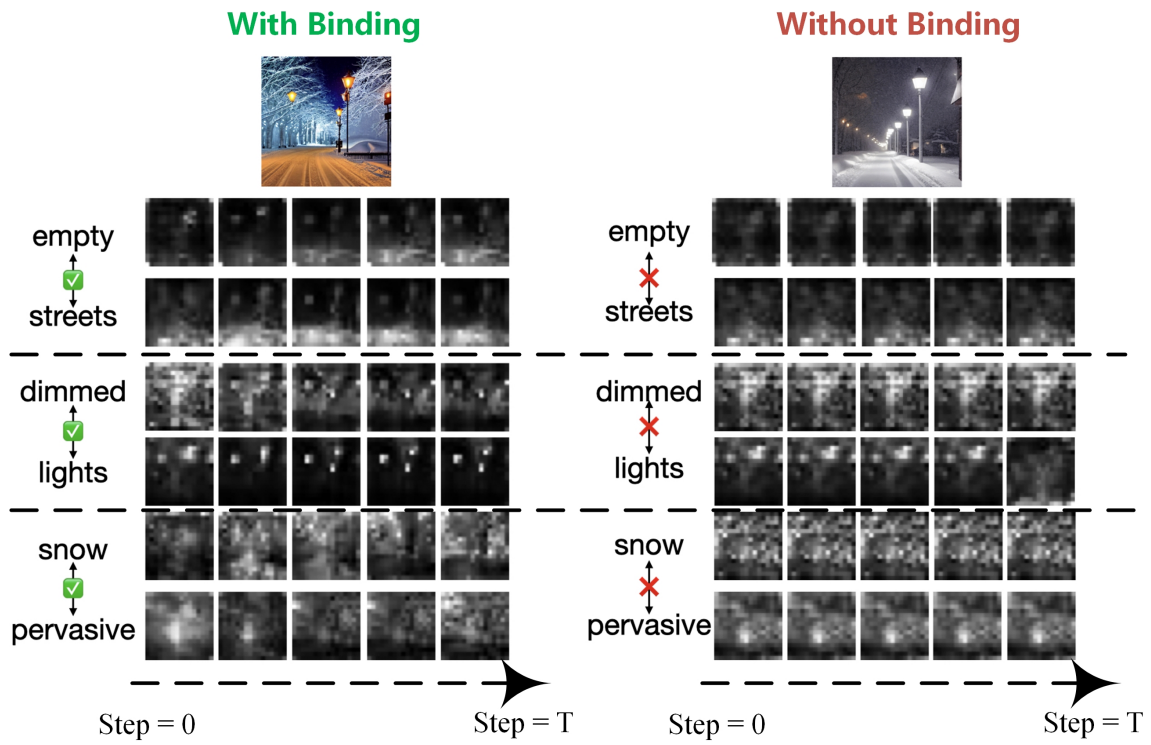 With Binding
Without Binding
empty
streets
dimmed
lights
snow
pervasive
Step = 0
Step = T
empty
streets
dimmed
lights
snow
pervasive
Step = 0
Step = T